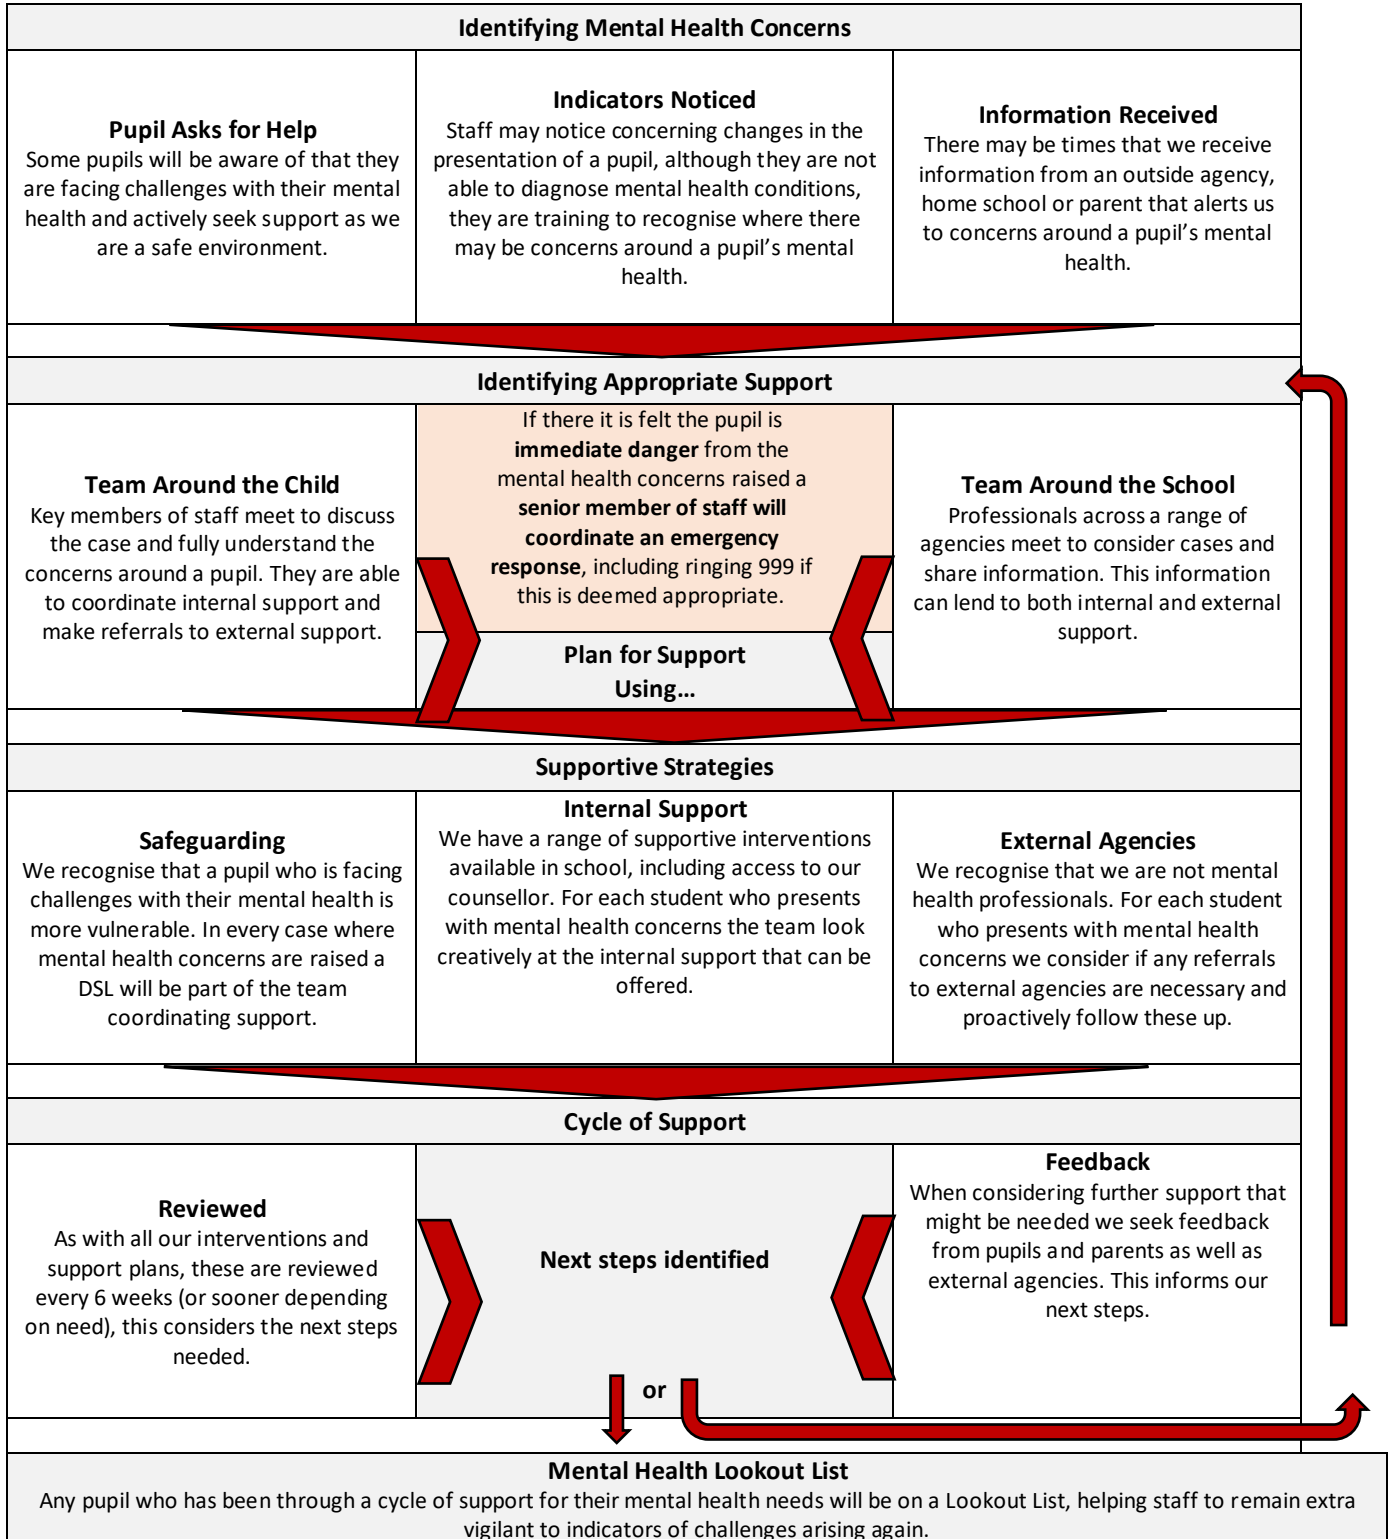 Identifying Mental Health Concerns
Pupil Asks for Help
Some pupils will be aware of that they
are facing challenges with their mental
health and actively seek support as we
are a safe environment.
Indicators Noticed
Staff may notice concerning changes in the
presentation of a pupil, although they are not
able to diagnose mental health conditions,
they are training to recognise where there
may be concerns around a pupil's mental
health.
Information Received
There may be times that we receive
information from an outside agency,
home school or parent that alerts us
to concerns around a pupil's mental
health.
Identifying Appropriate Support
Team Around the Child
Key members of staff meet to discuss
the case and fully understand the
concerns around a pupil. They are able
to coordinate internal support and
make referrals to external support.
If there it is felt the pupil is
immediate danger from the
mental health concerns raised a
senior member of staff will
coordinate an emergency
response, including ringing 999 if
this is deemed appropriate.
Plan for Support
Using…
Team Around the School
Professionals across a range of
agencies meet to consider cases and
share information. This information
can lend to both internal and external
support.
Supportive Strategies
Safeguarding
We recognise that a pupil who is facing
challenges with their mental health is
more vulnerable. In every case where
mental health concerns are raised a
DSL will be part of the team
coordinating support.
Internal Support
We have a range of supportive interventions
available in school, including access to our
counsellor. For each student who presents
with mental health concerns the team look
creatively at the internal support that can be
offered.
External Agencies
We recognise that we are not mental
health professionals. For each student
who presents with mental health
concerns we consider if any referrals
to external agencies are necessary and
proactively follow these up.
Cycle of Support
Reviewed
As with all our interventions and
support plans, these are reviewed
every 6 weeks (or sooner depending
on need), this considers the next steps
needed.
Next steps identified
or
Feedback
When considering further support that
might be needed we seek feedback
from pupils and parents as well as
external agencies. This informs our
next steps.
Mental Health Lookout List
Any pupil who has been through a cycle of support for their mental health needs will be on a Lookout List, helping staff to remain extra
vigilant to indicators of challenges arising again.